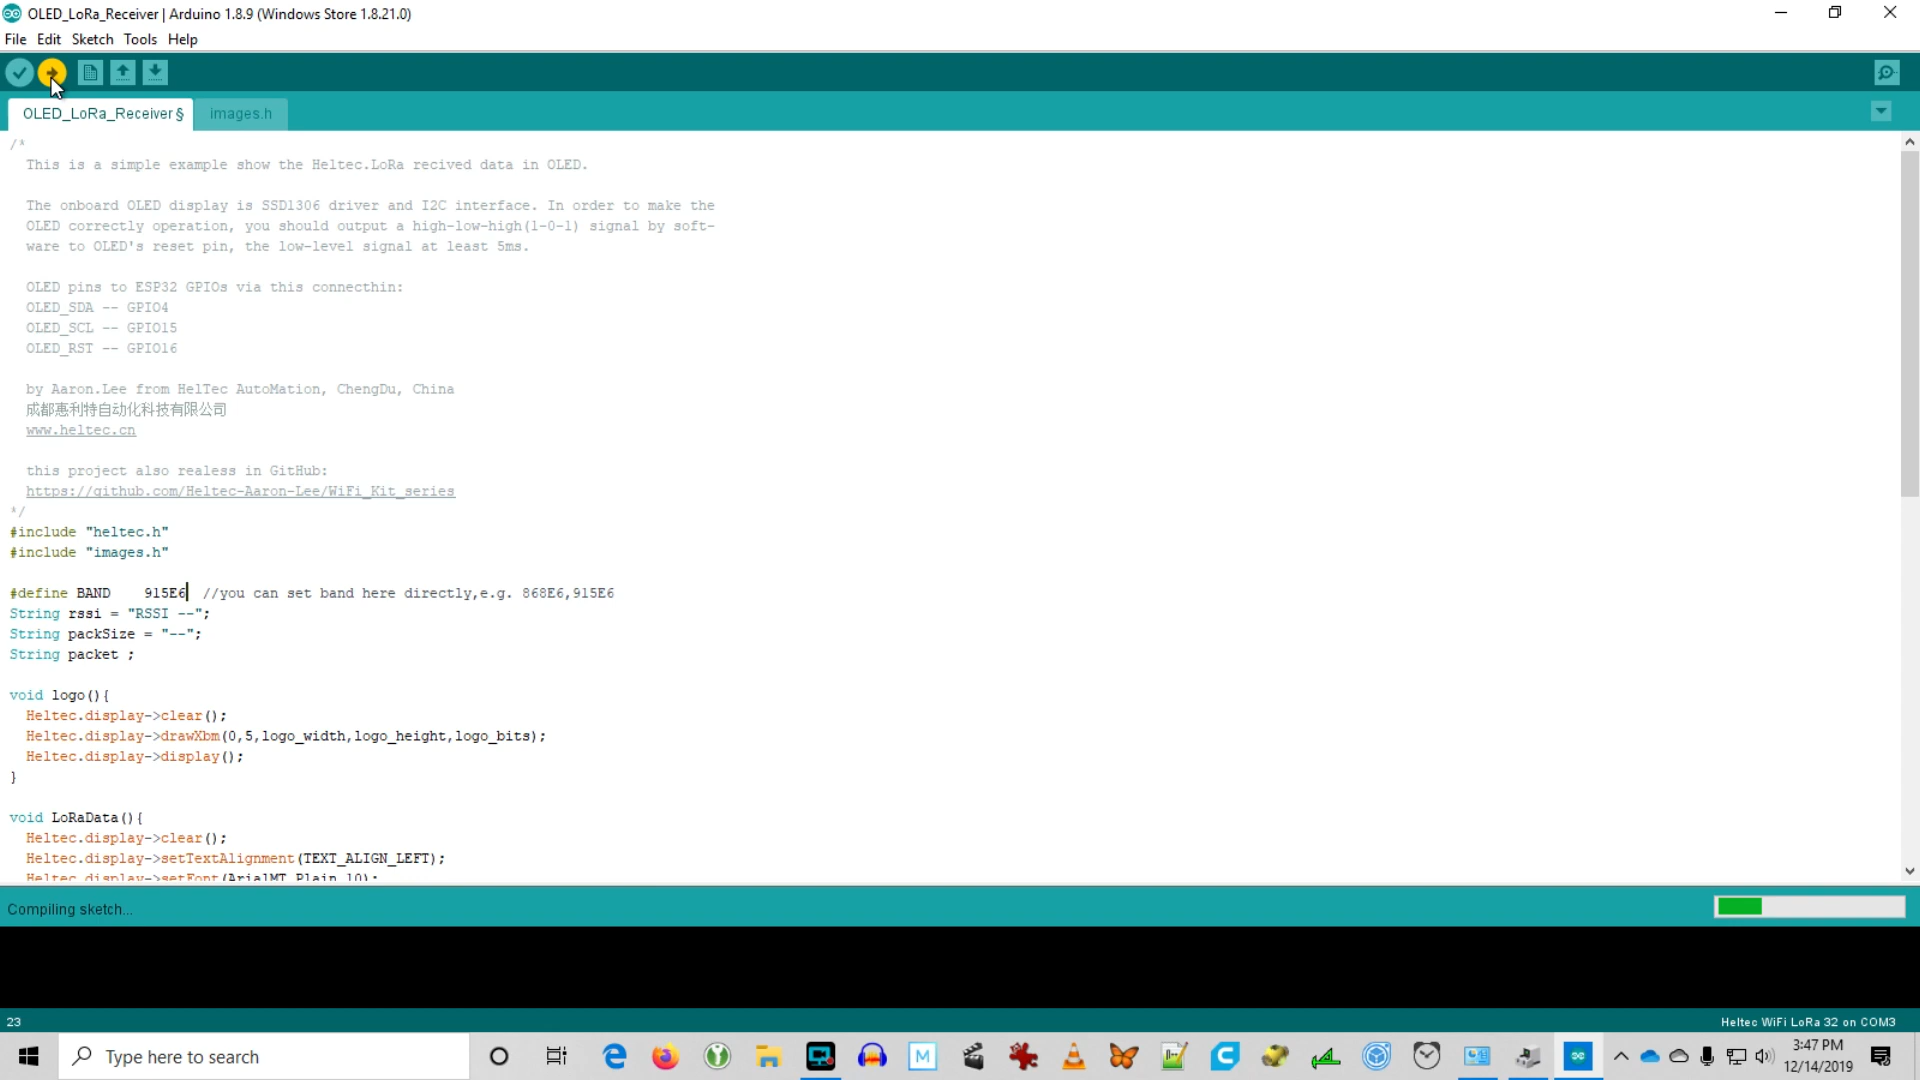 OLED_LoRa_Receiver | Arduino 1.8.9 (Windows Store 1.8.21.0)
File Edit Sketch Tools Help
OLED_LoRa_Receiver § images.h
/*
This is a simple example show the Heltec.LoRa recived data in OLED.
The onboard OLED display is SSD1306 driver and I2C interface. In order to make the
OLED correctly operation, you should output a high-low-high(1-0-1) signal by soft-
ware to OLED's reset pin, the low-level signal at least 5ms.
OLED pins to ESP32 GPIOs via this connecthin:
OLED_SDA -- GPIO4
OLED_SCL -- GPIO15
OLED_RST -- GPIO16
by Aaron.Lee from HelTec AutoMation, ChengDu, China
成都惠利特自动化科技有限公司
www.heltec.cn
this project also realess in GitHub:
https://github.com/Heltec-Aaron-Lee/WiFi_Kit_series
*/
#include "heltec.h"
#include "images.h"
#define BAND    915E6  //you can set band here directly,e.g. 868E6,915E6
String rssi = "RSSI --";
String packSize = "--";
String packet ;
void logo(){
Heltec.display->clear();
Heltec.display->drawXbm(0,5,logo_width,logo_height,logo_bits);
Heltec.display->display();
}
void LoRaData(){
Heltec.display->clear();
Heltec.display->setTextAlignment(TEXT_ALIGN_LEFT);
Heltec.display->setFont(ArialMT_Plain_10);
Compiling sketch...
23 Heltec WiFi LoRa 32 on COM3
Type here to search
3:47 PM
12/14/2019